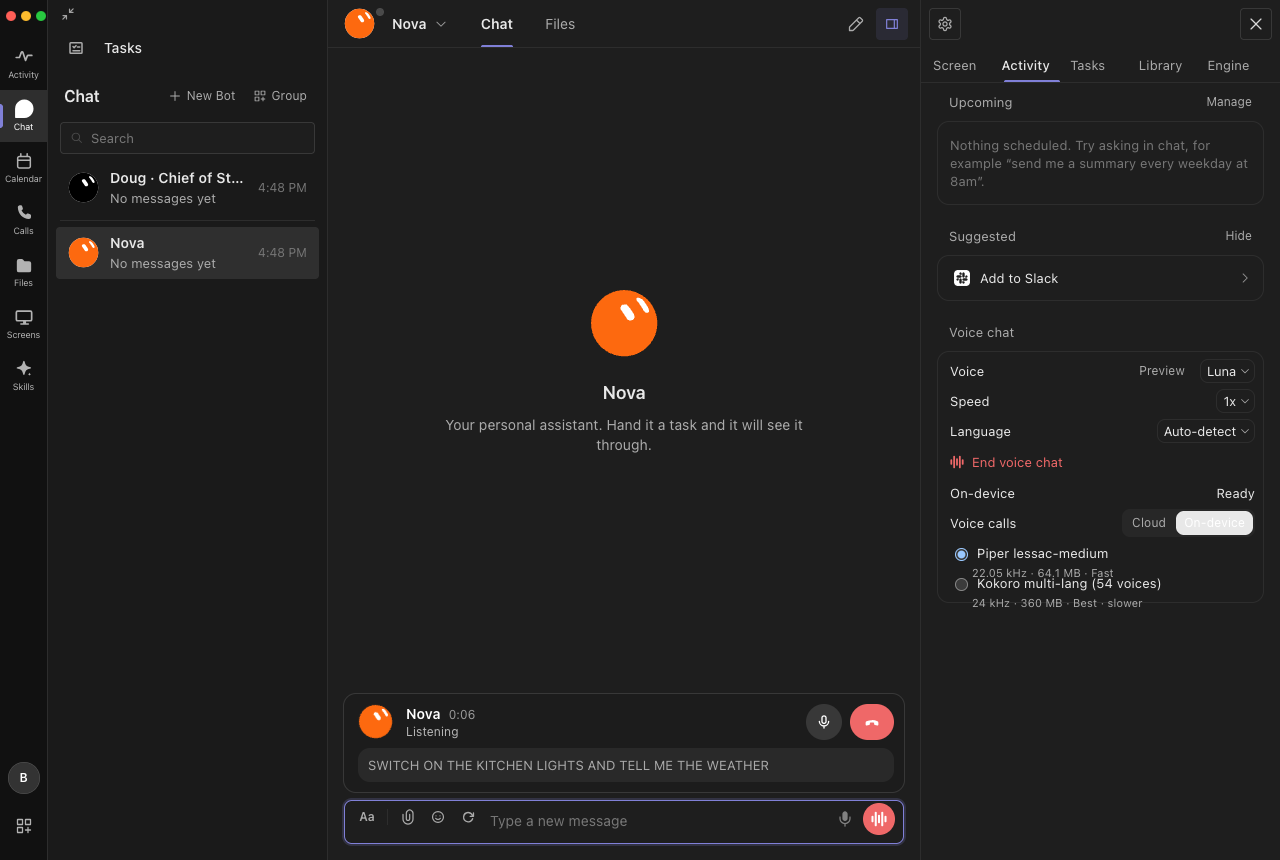 Activity
Chat
Calendar
Calls
Files
Screens
Skills
B
Tasks
Chat
New Bot
Group
Search
Doug · Chief of St...
4:48 PM
No messages yet
Nova
4:48 PM
No messages yet
Nova
Chat
Files
Nova
Your personal assistant. Hand it a task and it will see it
through.
Nova 0:06
Listening
SWITCH ON THE KITCHEN LIGHTS AND TELL ME THE WEATHER
Aa
Type a new message
Screen
Activity
Tasks
Library
Engine
Upcoming
Manage
Nothing scheduled. Try asking in chat, for
example “send me a summary every weekday at
8am”.
Suggested
Hide
Add to Slack
Voice chat
Voice
Preview
Luna
Speed
1x
Language
Auto-detect
End voice chat
On-device
Ready
Voice calls
Cloud
On-device
Piper lessac-medium
22.05 kHz · 64.1 MB · Fast
Kokoro multi-lang (54 voices)
24 kHz · 360 MB · Best · slower